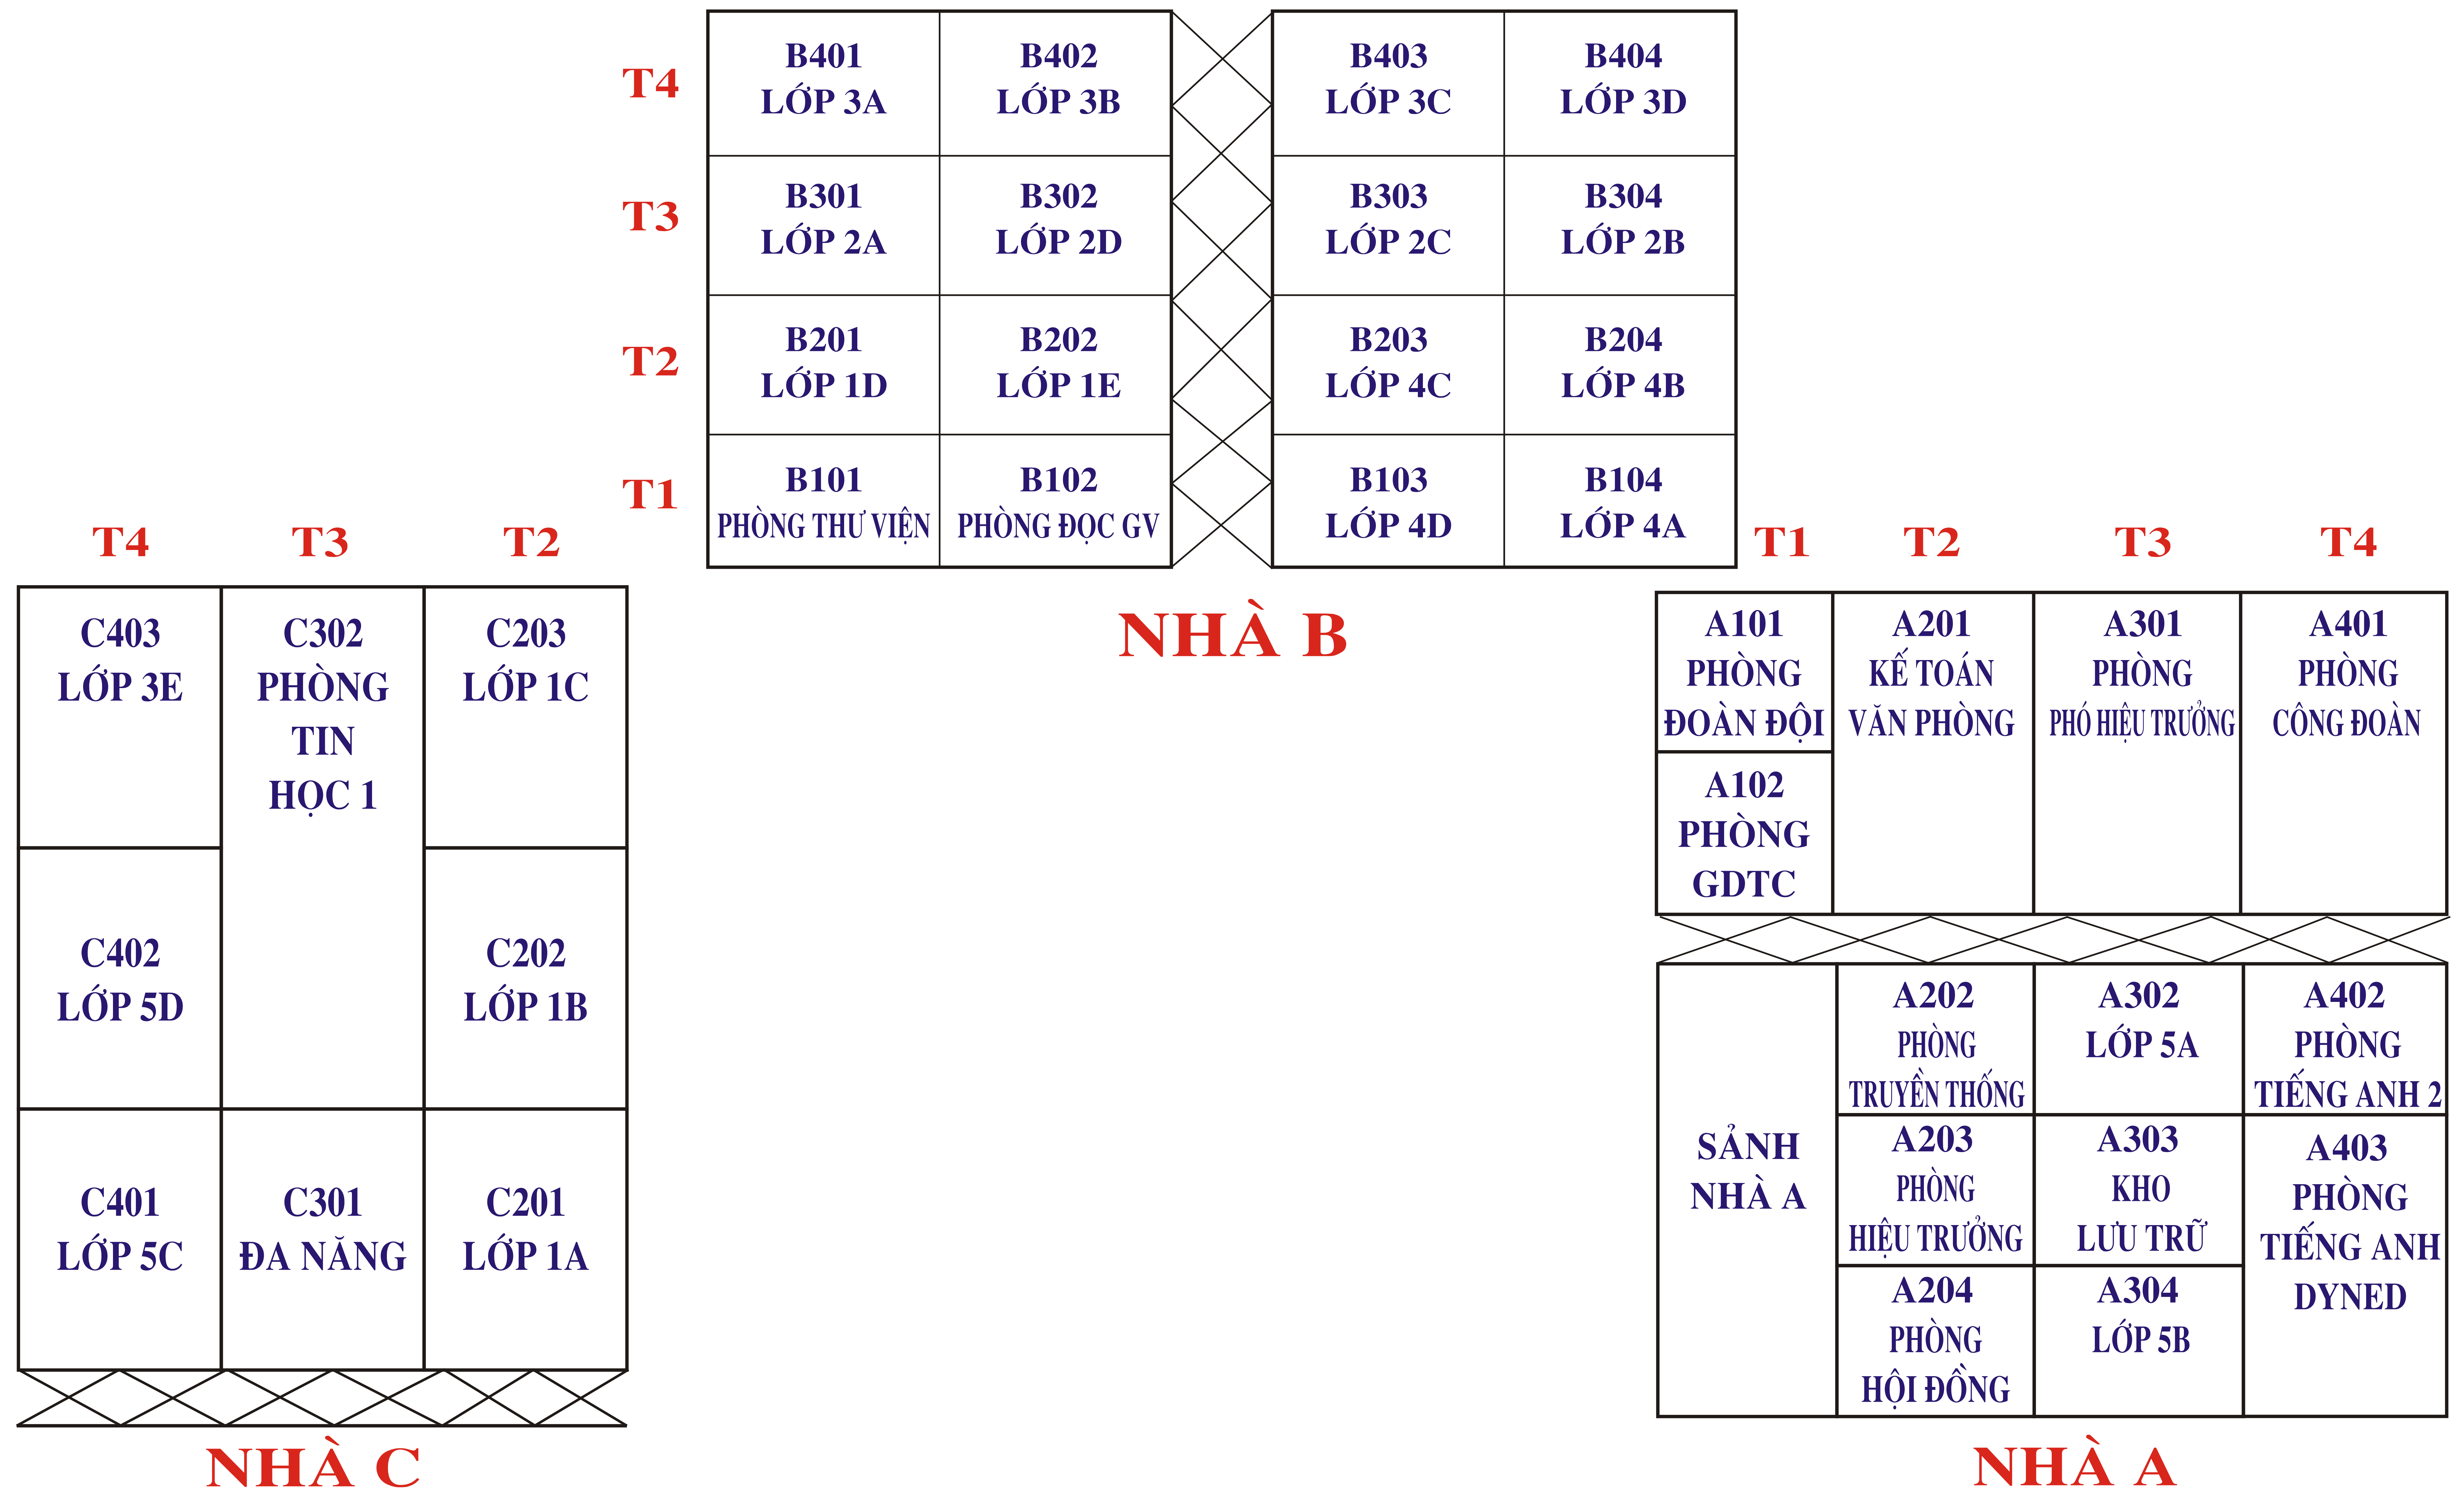 T4
B401
LỚP 3A
B402
LỚP 3B
B403
LỚP 3C
B404
LỚP 3D
T3
B301
LỚP 2A
B302
LỚP 2D
B303
LỚP 2C
B304
LỚP 2B
T2
B201
LỚP 1D
B202
LỚP 1E
B203
LỚP 4C
B204
LỚP 4B
T1
B101
PHÒNG THƯ VIỆN
B102
PHÒNG ĐỌC GV
B103
LỚP 4D
B104
LỚP 4A
NHÀ B
T4
T3
T2
C403
LỚP 3E
C302
PHÒNG
TIN
HỌC 1
C203
LỚP 1C
C402
LỚP 5D
C202
LỚP 1B
C401
LỚP 5C
C301
ĐA NĂNG
C201
LỚP 1A
NHÀ C
T1
T2
T3
T4
A101
PHÒNG
ĐOÀN ĐỘI
A102
PHÒNG
GDTC
A201
KẾ TOÁN
VĂN PHÒNG
A301
PHÒNG
PHÓ HIỆU TRƯỞNG
A401
PHÒNG
CÔNG ĐOÀN
SẢNH
NHÀ A
A202
PHÒNG
TRUYỀN THỐNG
A302
LỚP 5A
A402
PHÒNG
TIẾNG ANH 2
A203
PHÒNG
HIỆU TRƯỞNG
A303
KHO
LƯU TRỮ
A403
PHÒNG
TIẾNG ANH
DYNED
A204
PHÒNG
HỘI ĐỒNG
A304
LỚP 5B
NHÀ A